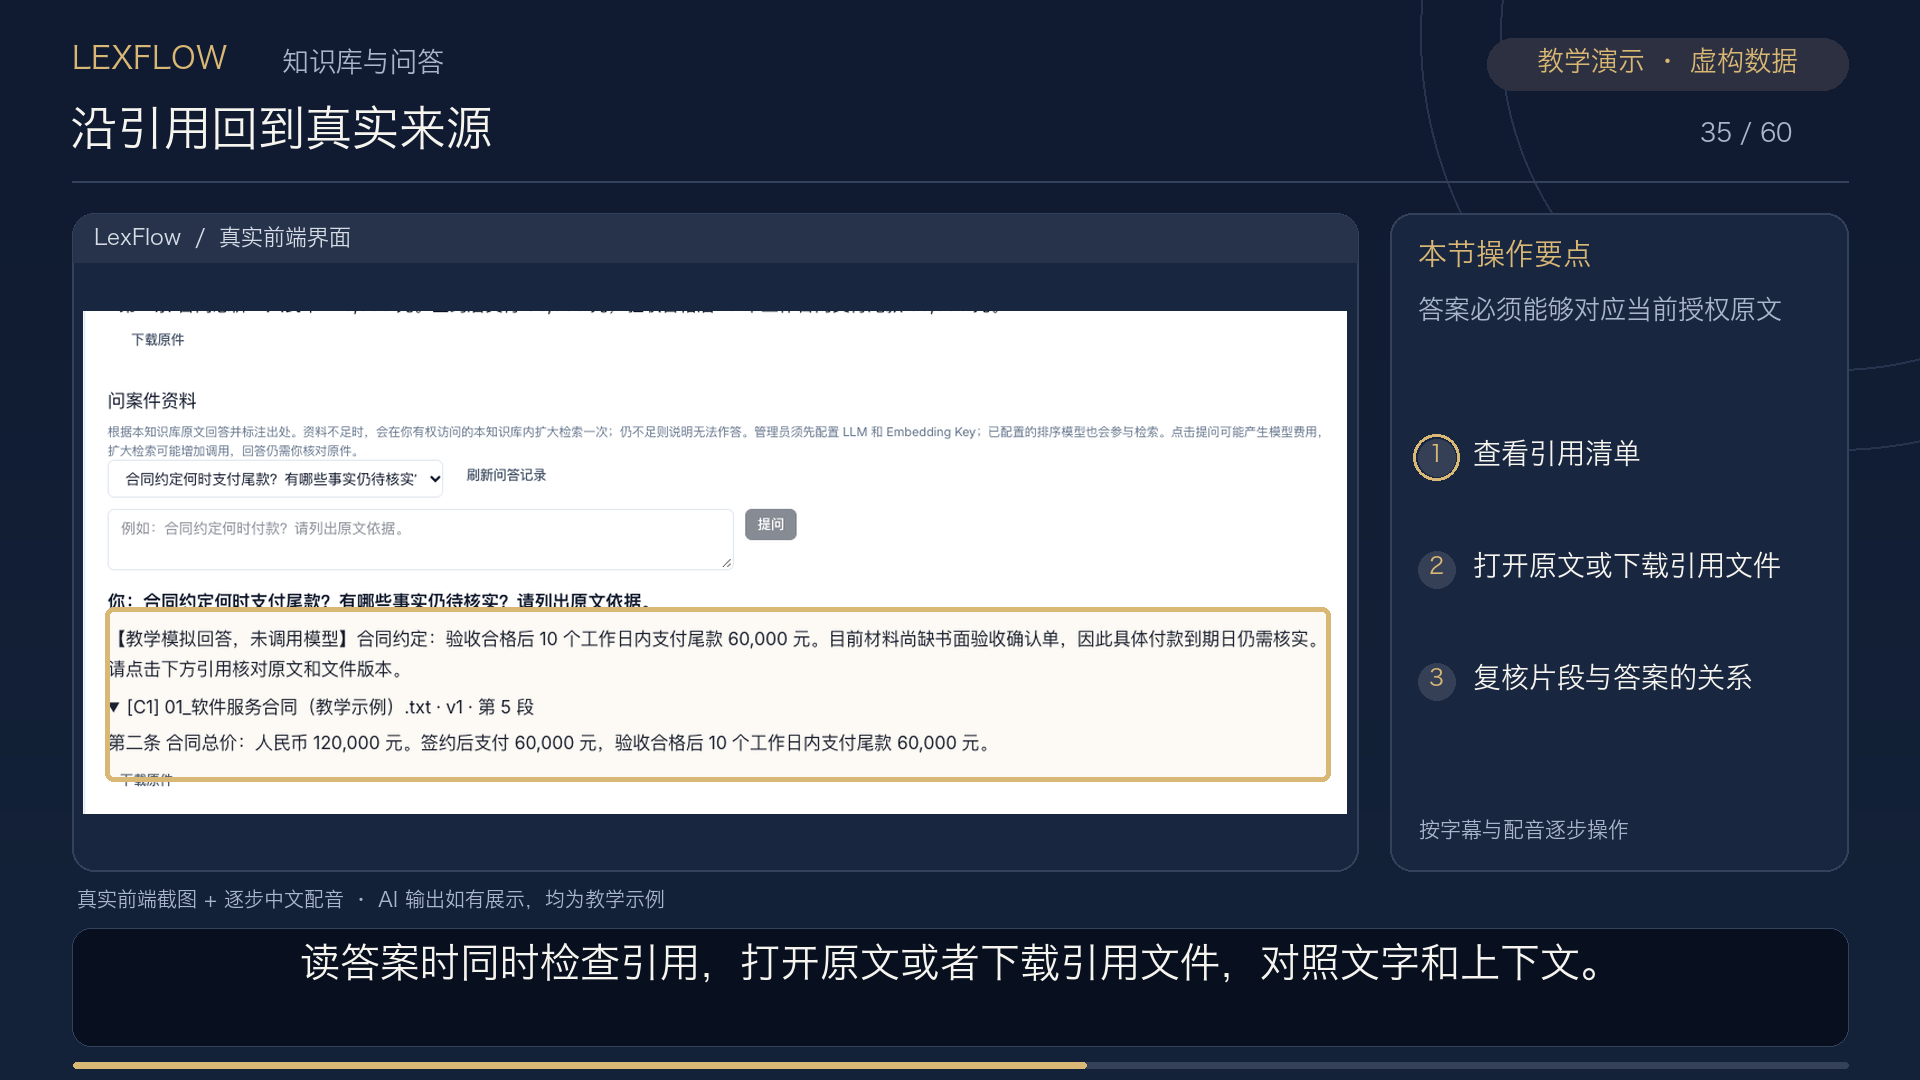 LEXFLOW 知识库与问答
教学演示 · 虚构数据
沿引用回到真实来源
35 / 60
LexFlow / 真实前端界面
下载原件
问案件资料
根据本知识库原文回答并标注出处。资料不足时，会在你有权访问的本知识库内扩大检索一次；仍不足则说明无法作答。管理员须先配置 LLM 和 Embedding Key；已配置的排序模型也会参与检索。点击提问可能产生模型费用，
扩大检索可能增加调用，回答仍需你核对原件。
合同约定何时支付尾款？有哪些事实仍待核实
刷新问答记录
例如：合同约定何时付款？请列出原文依据。
提问
你：合同约定何时支付尾款？有哪些事实仍待核实？请列出原文依据。
【教学模拟回答，未调用模型】合同约定：验收合格后 10 个工作日内支付尾款 60,000 元。目前材料尚缺书面验收确认单，因此具体付款到期日仍需核实。
请点击下方引用核对原文和文件版本。
▼ [C1] 01_软件服务合同（教学示例）.txt · v1 · 第 5 段
第二条 合同总价：人民币 120,000 元。签约后支付 60,000 元，验收合格后 10 个工作日内支付尾款 60,000 元。
下载原件
本节操作要点
答案必须能够对应当前授权原文
1 查看引用清单
2 打开原文或下载引用文件
3 复核片段与答案的关系
按字幕与配音逐步操作
真实前端截图 + 逐步中文配音 · AI 输出如有展示，均为教学示例
读答案时同时检查引用，打开原文或者下载引用文件，对照文字和上下文。